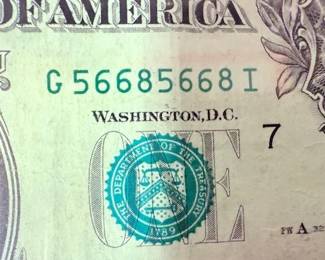 OF AMERICA
G 56685668 I
WASHINGTON, D.C.
7
ONE
THE DEPARTMENT OF THE TREASURY
1789
FW A